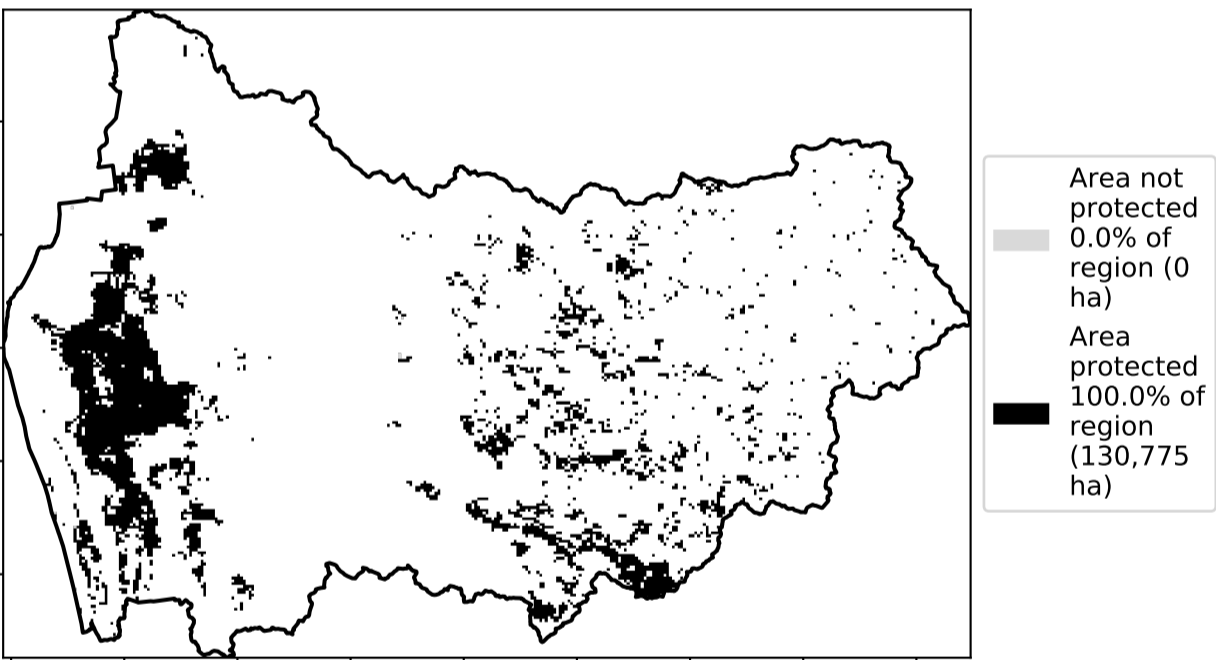 Area not
protected
0.0% of
region (0
ha)
Area
protected
100.0% of
region
(130,775
ha)